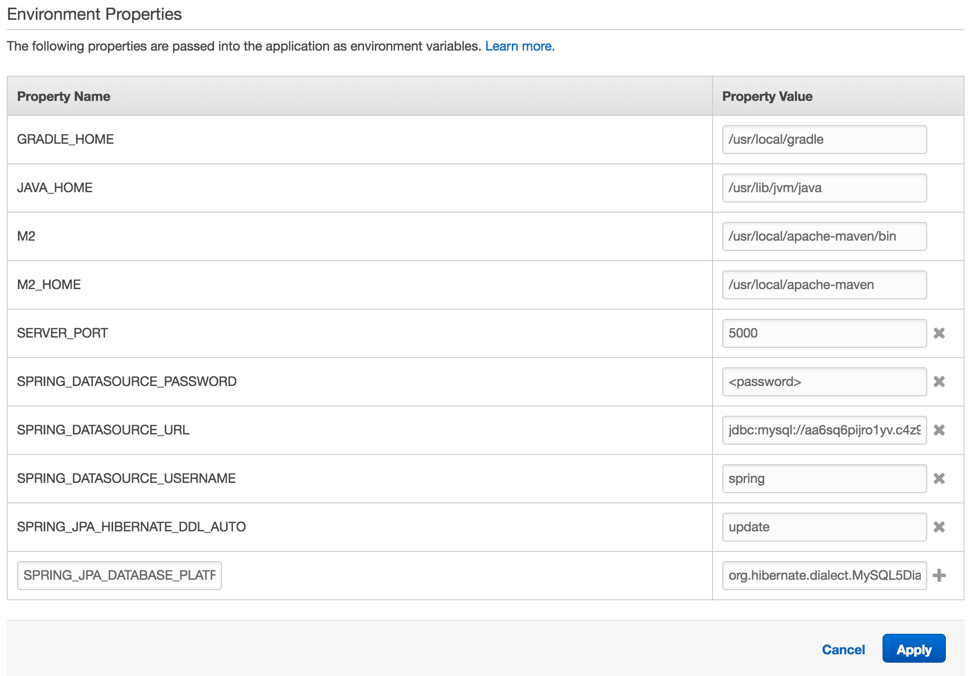 Environment Properties
The following properties are passed into the application as environment variables. Learn more.
Property Name Property Value
GRADLE_HOME /usr/local/gradle
JAVA_HOME /usr/lib/jvm/java
M2 /usr/local/apache-maven/bin
M2_HOME /usr/local/apache-maven
SERVER_PORT 5000
SPRING_DATASOURCE_PASSWORD <password>
SPRING_DATASOURCE_URL jdbc:mysql://aa6sq6pijro1yv.c4z9
SPRING_DATASOURCE_USERNAME spring
SPRING_JPA_HIBERNATE_DDL_AUTO update
SPRING_JPA_DATABASE_PLATF org.hibernate.dialect.MySQL5Dia
Cancel Apply